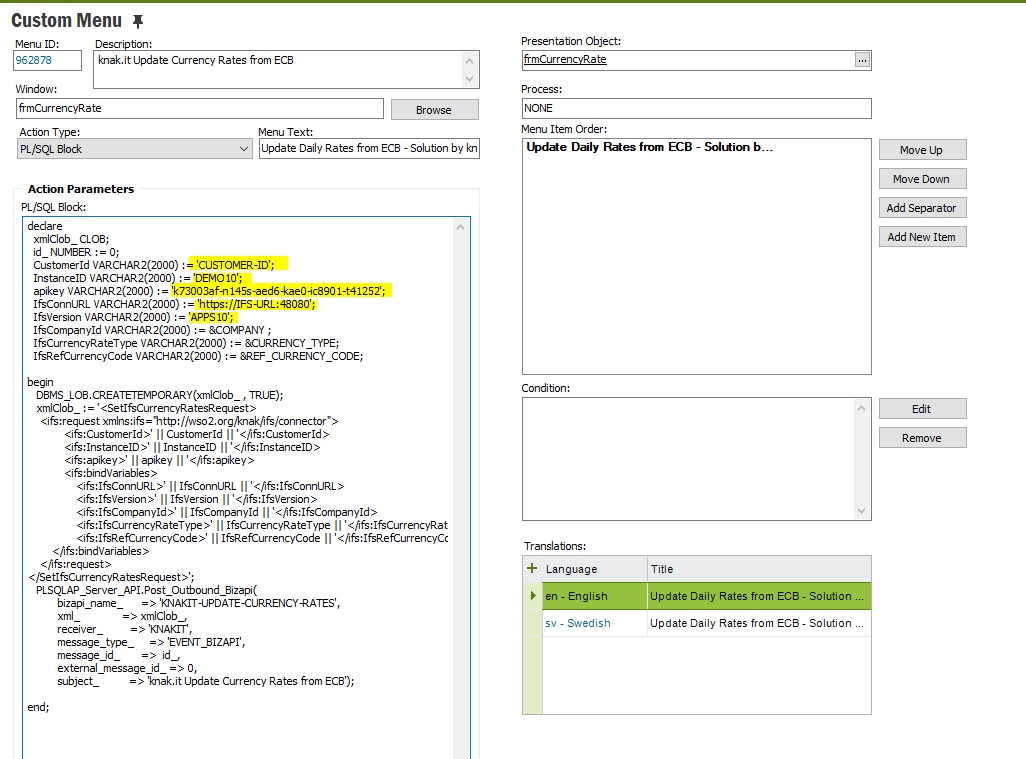 Custom Menu
Menu ID:
962878
Description:
knak.it Update Currency Rates from ECB
Window:
frmCurrencyRate
Browse
Action Type:
PL/SQL Block
Menu Text:
Update Daily Rates from ECB - Solution by kn
Action Parameters
PL/SQL Block:
declare
xmlClob_ CLOB;
id_ NUMBER := 0;
CustomerId VARCHAR2(2000) := 'CUSTOMER-ID';
InstanceID VARCHAR2(2000) := 'DEMO10';
apikey VARCHAR2(2000) := 'k73003af-n145s-aed6-kae0-ic8901-t41252';
IfsConnURL VARCHAR2(2000) := 'https://IFS-URL:48080';
IfsVersion VARCHAR2(2000) := 'APPS10';
IfsCompanyId VARCHAR2(2000) := &COMPANY ;
IfsCurrencyRateType VARCHAR2(2000) := &CURRENCY_TYPE;
IfsRefCurrencyCode VARCHAR2(2000) := &REF_CURRENCY_CODE;
begin
DBMS_LOB.CREATETEMPORARY(xmlClob_ , TRUE);
xmlClob_ := '<SetIfsCurrencyRatesRequest>
<ifs:request xmlns:ifs="http://wso2.org/knak/ifs/connector">
<ifs:CustomerId>' || CustomerId || '</ifs:CustomerId>
<ifs:InstanceID>' || InstanceID || '</ifs:InstanceID>
<ifs:apikey>' || apikey || '</ifs:apikey>
<ifs:bindVariables>
<ifs:IfsConnURL>' || IfsConnURL || '</ifs:IfsConnURL>
<ifs:IfsVersion>' || IfsVersion || '</ifs:IfsVersion>
<ifs:IfsCompanyId>' || IfsCompanyId || '</ifs:IfsCompanyId>
<ifs:IfsCurrencyRateType>' || IfsCurrencyRateType || '</ifs:IfsCurrencyRat
<ifs:IfsRefCurrencyCode>' || IfsRefCurrencyCode || '</ifs:IfsRefCurrencyCo
</ifs:bindVariables>
</ifs:request>
</SetIfsCurrencyRatesRequest>';
PLSQLAP_Server_API.Post_Outbound_Bizapi(
bizapi_name_ => 'KNAKIT-UPDATE-CURRENCY-RATES',
xml_ => xmlClob_,
receiver_ => 'KNAKIT',
message_type_ => 'EVENT_BIZAPI',
message_id_ => id_,
external_message_id_ => 0,
subject_ => 'knak.it Update Currency Rates from ECB');
end;
Presentation Object:
frmCurrencyRate
...
Process:
NONE
Menu Item Order:
Update Daily Rates from ECB - Solution b...
Move Up
Move Down
Add Separator
Add New Item
Condition:
Edit
Remove
Translations:
+ Language Title
en - English Update Daily Rates from ECB - Solution ...
sv - Swedish Update Daily Rates from ECB - Solution ...